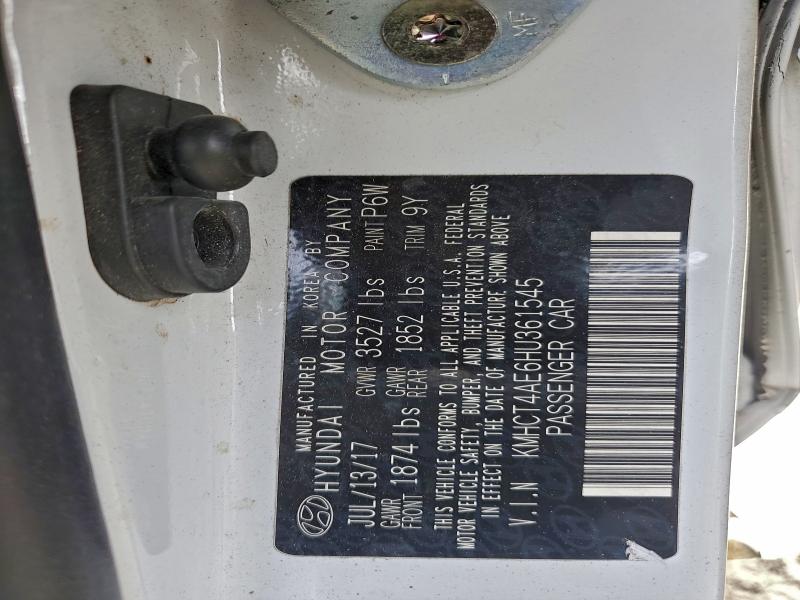 MANUFACTURED IN KOREA BY
HYUNDAI MOTOR COMPANY
JUL/13/17 GVWR 3527 lbs PAINT P6W
GAWR FRONT 1874 lbs GAWR REAR 1852 lbs TRIM 9Y
THIS VEHICLE CONFORMS TO ALL APPLICABLE U.S.A. FEDERAL
MOTOR VEHICLE SAFETY, BUMPER, AND THEFT PREVENTION STANDARDS
IN EFFECT ON THE DATE OF MANUFACTURE SHOWN ABOVE
V.I.N KMHCT4AE6HU361545
PASSENGER CAR
MF